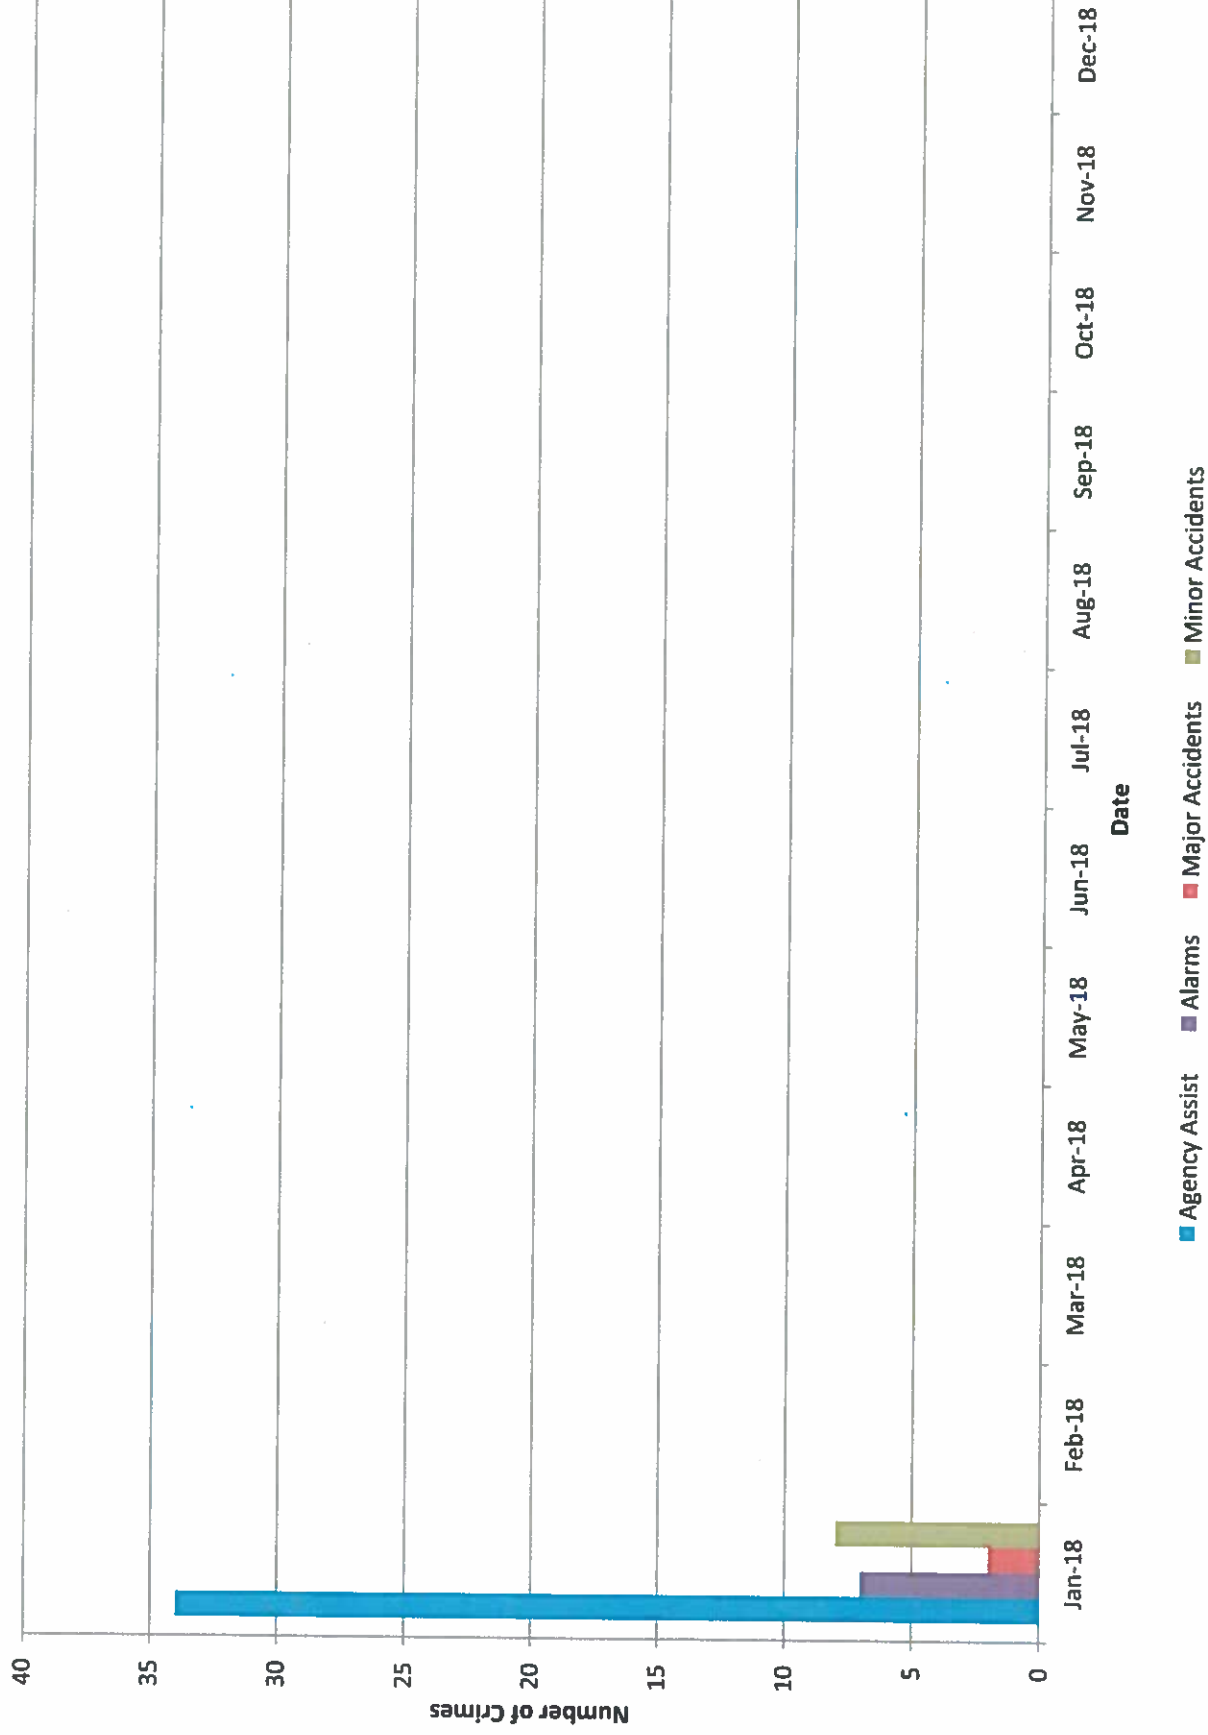 Number of Crimes
40
35
30
25
20
15
10
5
0
Jan-18 Feb-18 Mar-18 Apr-18 May-18 Jun-18 Jul-18 Aug-18 Sep-18 Oct-18 Nov-18 Dec-18
Date
Agency Assist Alarms Major Accidents Minor Accidents